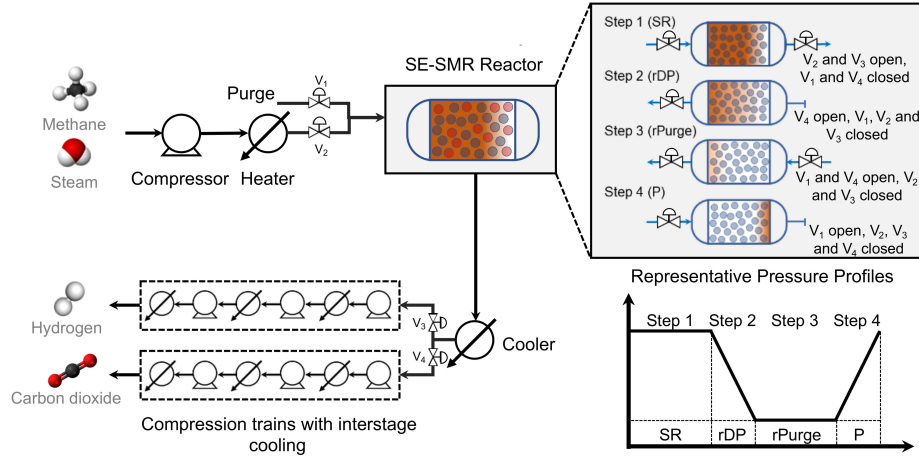 Methane
Steam
Compressor
Heater
Purge
V1
V2
SE-SMR Reactor
Step 1 (SR)
V2 and V3 open,
V1 and V4 closed
Step 2 (rDP)
V4 open, V1, V2 and
V3 closed
Step 3 (rPurge)
V1 and V4 open, V2
and V3 closed
Step 4 (P)
V1 open, V2, V3
and V4 closed
Hydrogen
Carbon dioxide
V3
V4
Cooler
Compression trains with interstage
cooling
Representative Pressure Profiles
Step 1
Step 2
Step 3
Step 4
SR
rDP
rPurge
P